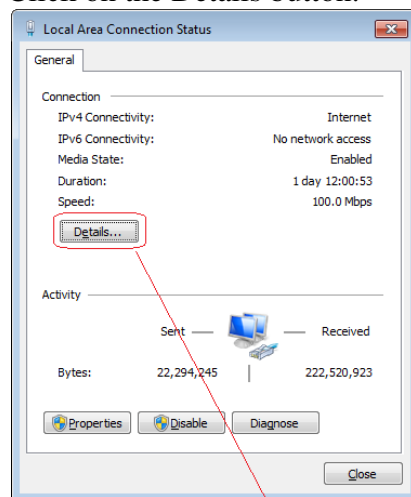 Click on the Details button.
Local Area Connection Status
General
Connection
IPv4 Connectivity: Internet
IPv6 Connectivity: No network access
Media State: Enabled
Duration: 1 day 12:00:53
Speed: 100.0 Mbps
Details...
Activity
Sent Received
Bytes: 22,294,245 222,520,923
Properties Disable Diagnose
Close